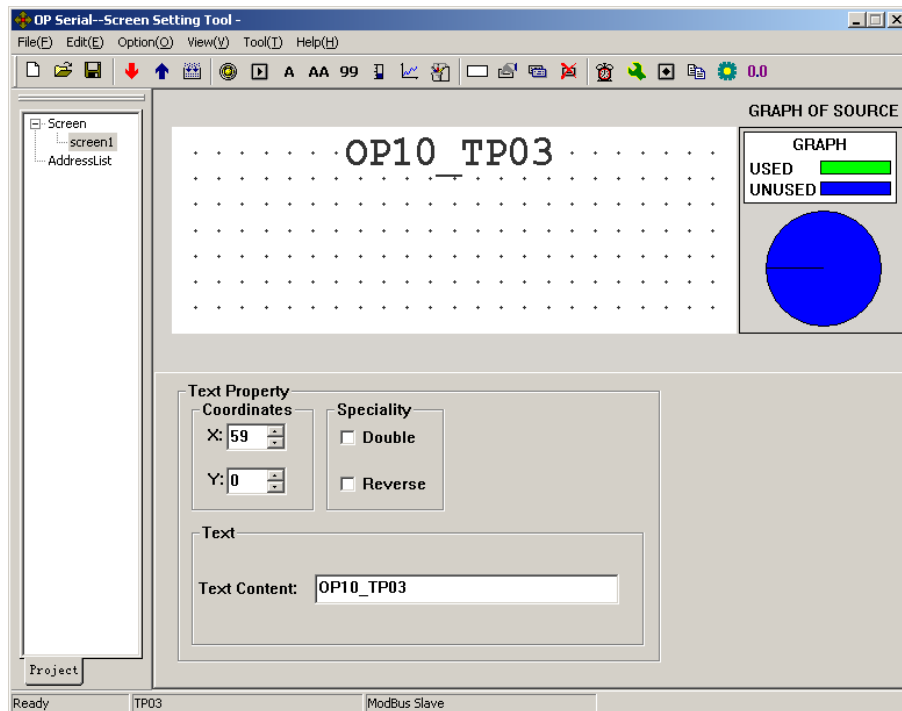 OP Serial--Screen Setting Tool -
File(F) Edit(E) Option(O) View(V) Tool(T) Help(H)
A AA 99 0.0
Screen
screen1
AddressList
OP10_TP03
GRAPH OF SOURCE
GRAPH
USED
UNUSED
Text Property
Coordinates
X: 59
Y: 0
Speciality
Double
Reverse
Text
Text Content: OP10_TP03
Project
Ready TP03 ModBus Slave